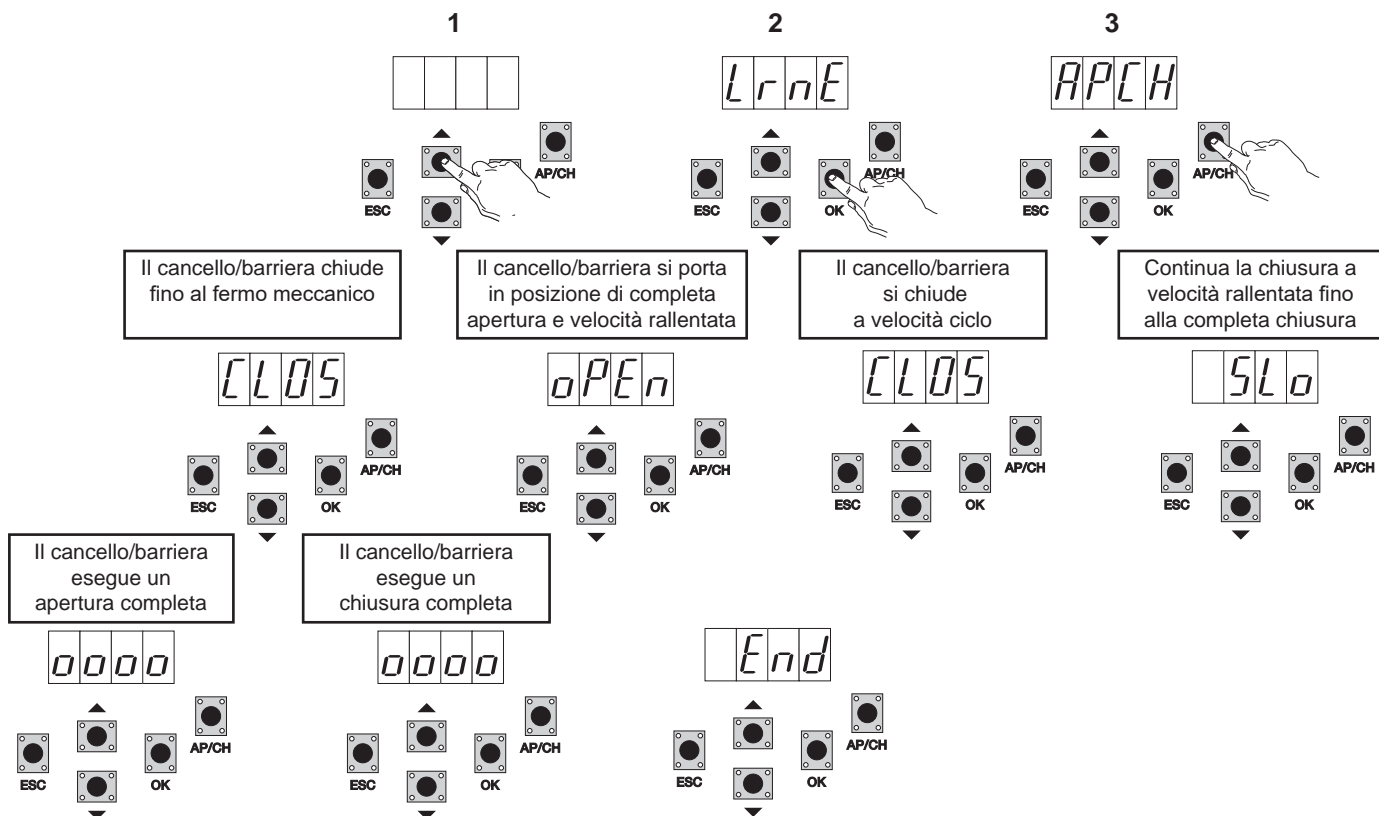 1
2
3
LrnE
APCH
ESC
AP/CH
ESC
OK
AP/CH
ESC
OK
AP/CH
Il cancello/barriera chiude
fino al fermo meccanico
Il cancello/barriera si porta
in posizione di completa
apertura e velocità rallentata
Il cancello/barriera
si chiude
a velocità ciclo
Continua la chiusura a
velocità rallentata fino
alla completa chiusura
CLOS
oPEn
CLOS
SLo
ESC
OK
AP/CH
ESC
OK
AP/CH
ESC
OK
AP/CH
ESC
OK
AP/CH
Il cancello/barriera
esegue un
apertura completa
Il cancello/barriera
esegue un
chiusura completa
oooo
oooo
End
ESC
OK
AP/CH
ESC
OK
AP/CH
ESC
OK
AP/CH